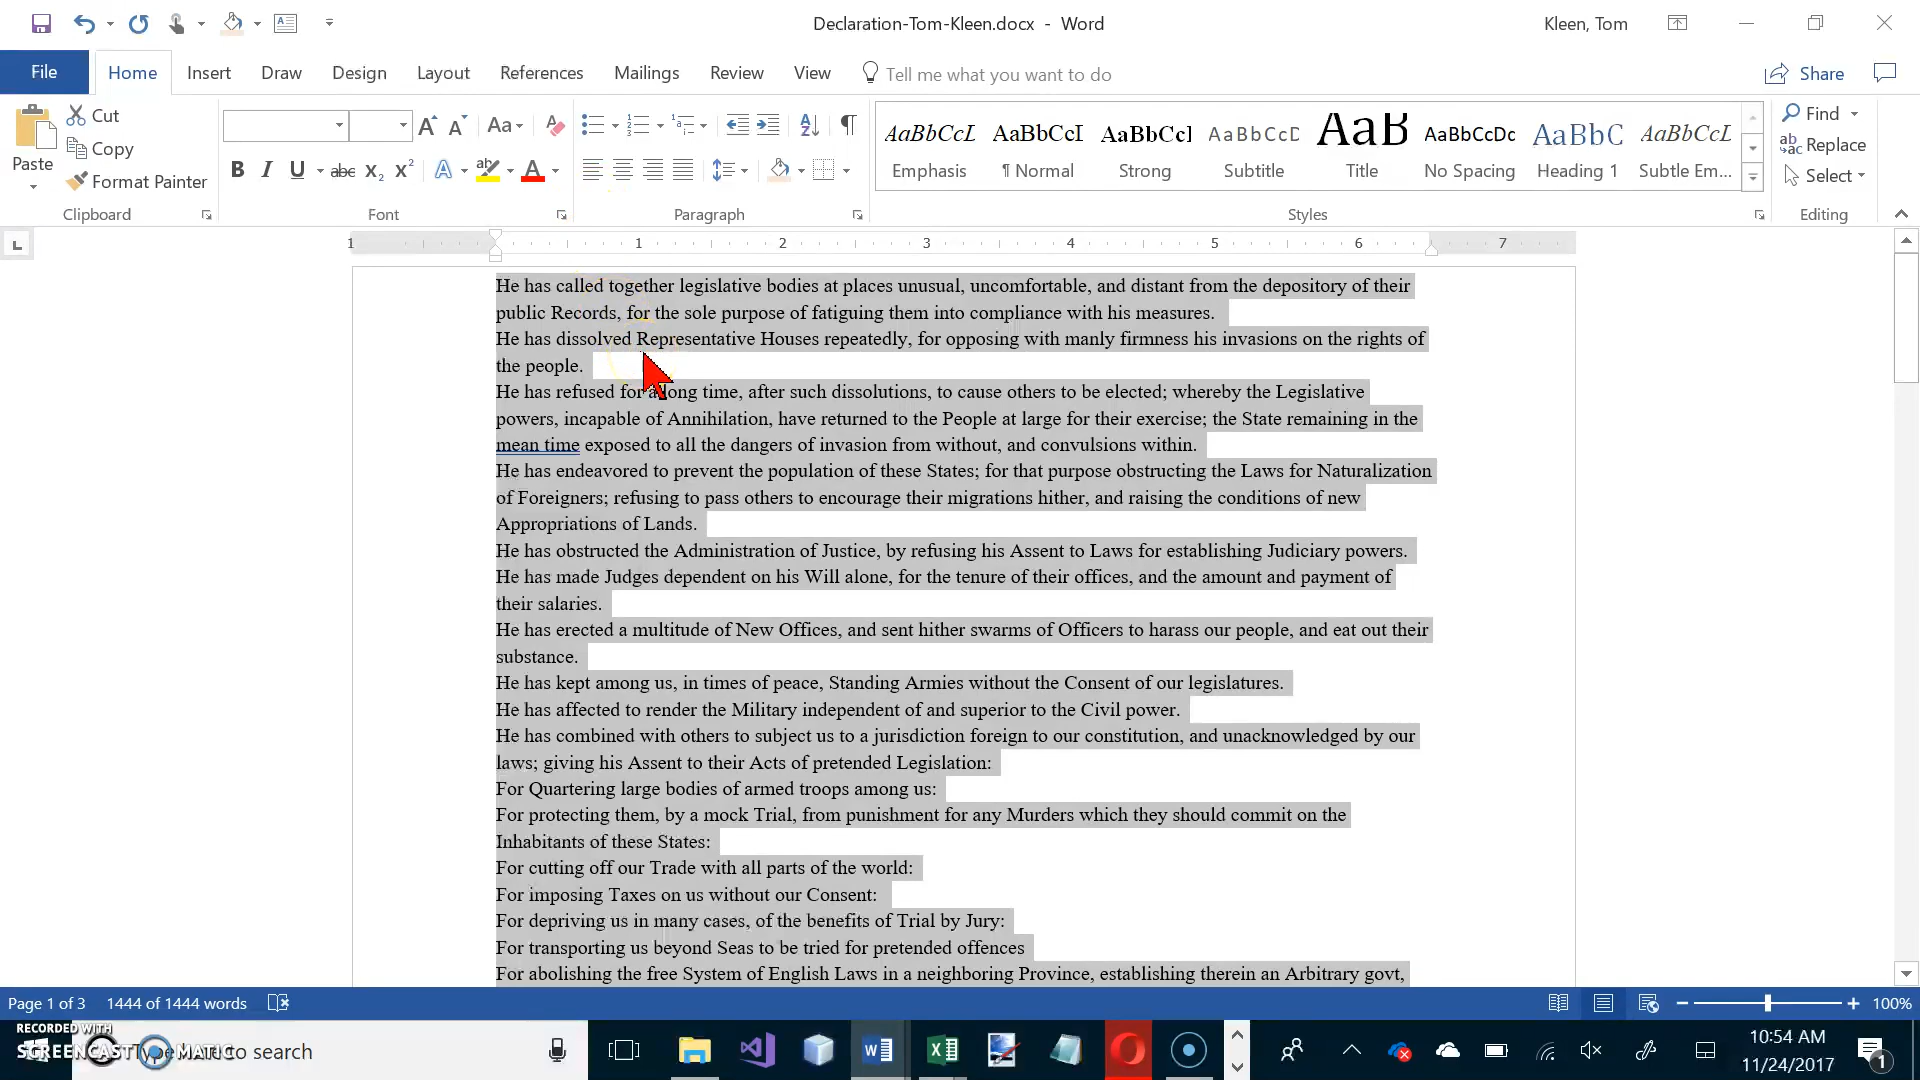 Declaration-Tom-Kleen.docx - Word
Kleen, Tom
File Home Insert Draw Design Layout References Mailings Review View Tell me what you want to do Share
Paste
Cut
Copy
Format Painter
Clipboard
Aa
B I U abc X₂ X² A ab A
Font
Paragraph
AaBbCcL AaBbCcI AaBbCcI AaBbCcD AaB AaBbCcDc AaBbC AaBbCcL
Emphasis ¶ Normal Strong Subtitle Title No Spacing Heading 1 Subtle Em...
Styles
Find
Replace
Select
Editing
1 1 2 3 4 5 6 7
He has called together legislative bodies at places unusual, uncomfortable, and distant from the depository of their
public Records, for the sole purpose of fatiguing them into compliance with his measures.
He has dissolved Representative Houses repeatedly, for opposing with manly firmness his invasions on the rights of
the people.
He has refused for a long time, after such dissolutions, to cause others to be elected; whereby the Legislative
powers, incapable of Annihilation, have returned to the People at large for their exercise; the State remaining in the
mean time exposed to all the dangers of invasion from without, and convulsions within.
He has endeavored to prevent the population of these States; for that purpose obstructing the Laws for Naturalization
of Foreigners; refusing to pass others to encourage their migrations hither, and raising the conditions of new
Appropriations of Lands.
He has obstructed the Administration of Justice, by refusing his Assent to Laws for establishing Judiciary powers.
He has made Judges dependent on his Will alone, for the tenure of their offices, and the amount and payment of
their salaries.
He has erected a multitude of New Offices, and sent hither swarms of Officers to harass our people, and eat out their
substance.
He has kept among us, in times of peace, Standing Armies without the Consent of our legislatures.
He has affected to render the Military independent of and superior to the Civil power.
He has combined with others to subject us to a jurisdiction foreign to our constitution, and unacknowledged by our
laws; giving his Assent to their Acts of pretended Legislation:
For Quartering large bodies of armed troops among us:
For protecting them, by a mock Trial, from punishment for any Murders which they should commit on the
Inhabitants of these States:
For cutting off our Trade with all parts of the world:
For imposing Taxes on us without our Consent:
For depriving us in many cases, of the benefits of Trial by Jury:
For transporting us beyond Seas to be tried for pretended offences
For abolishing the free System of English Laws in a neighboring Province, establishing therein an Arbitrary govt,
Page 1 of 3 1444 of 1444 words 100%
RECORDED WITH
SCREENCAST MATIC
Type here to search
10:54 AM
11/24/2017
1